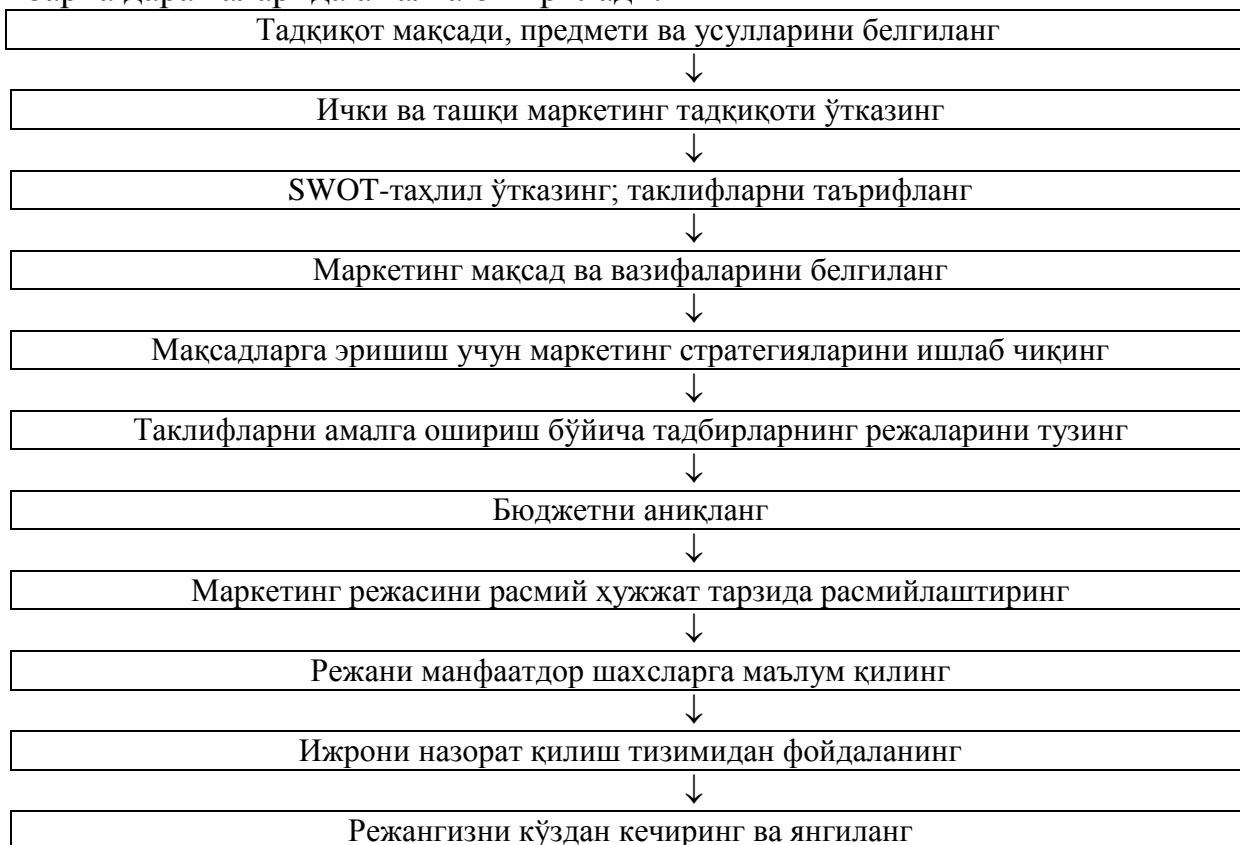 Тадқиқот мақсади, предмети ва усулларини белгиланг
↓
Ички ва ташқи маркетинг тадқиқоти ўтказинг
↓
SWOT-таҳлил ўтказинг; таклифларни таърифланг
↓
Маркетинг мақсад ва вазифаларини белгиланг
↓
Мақсадларга эришиш учун маркетинг стратегияларини ишлаб чиқинг
↓
Таклифларни амалга ошириш бўйича тадбирларнинг режаларини тузинг
↓
Бюджетни аниқланг
↓
Маркетинг режасини расмий ҳужжат тарзида расмийлаштиринг
↓
Режани манфаатдор шахсларга маълум қилинг
↓
Ижрони назорат қилиш тизимидан фойдаланинг
↓
Режангизни кўздан кечиринг ва янгиланг